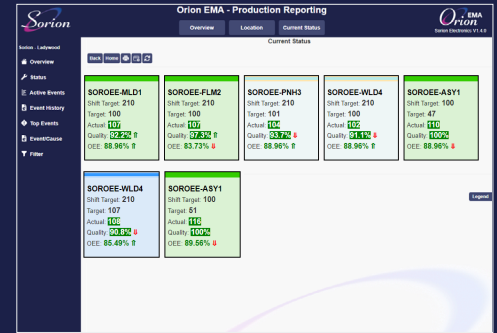 Sorion
Orion EMA - Production Reporting
Orion EMA
Overview
Location
Current Status
Sorion Electronics V1.4.0
Sorion - Ladywood
Current Status
Overview
Status
Active Events
Event History
Top Events
Event/Cause
Filter
Back
Home
SOROEE-MLD1
Shift Target: 210
Target: 100
Actual: 107
Quality: 92.2% ⇑
OEE: 88.96% ⇑
SOROEE-FLM2
Shift Target: 210
Target: 100
Actual: 107
Quality: 97.3% ⇑
OEE: 83.73% ⇓
SOROEE-PNH3
Shift Target: 210
Target: 101
Actual: 104
Quality: 93.7% ⇓
OEE: 88.96% ⇑
SOROEE-WLD4
Shift Target: 210
Target: 100
Actual: 102
Quality: 91.1% ⇓
OEE: 88.96% ⇑
SOROEE-ASY1
Shift Target: 100
Target: 47
Actual: 110
Quality: 100%
OEE: 88.96% ⇓
SOROEE-WLD4
Shift Target: 210
Target: 107
Actual: 108
Quality: 90.8% ⇓
OEE: 85.49% ⇑
SOROEE-ASY1
Shift Target: 100
Target: 51
Actual: 116
Quality: 100%
OEE: 89.56% ⇓
Legend